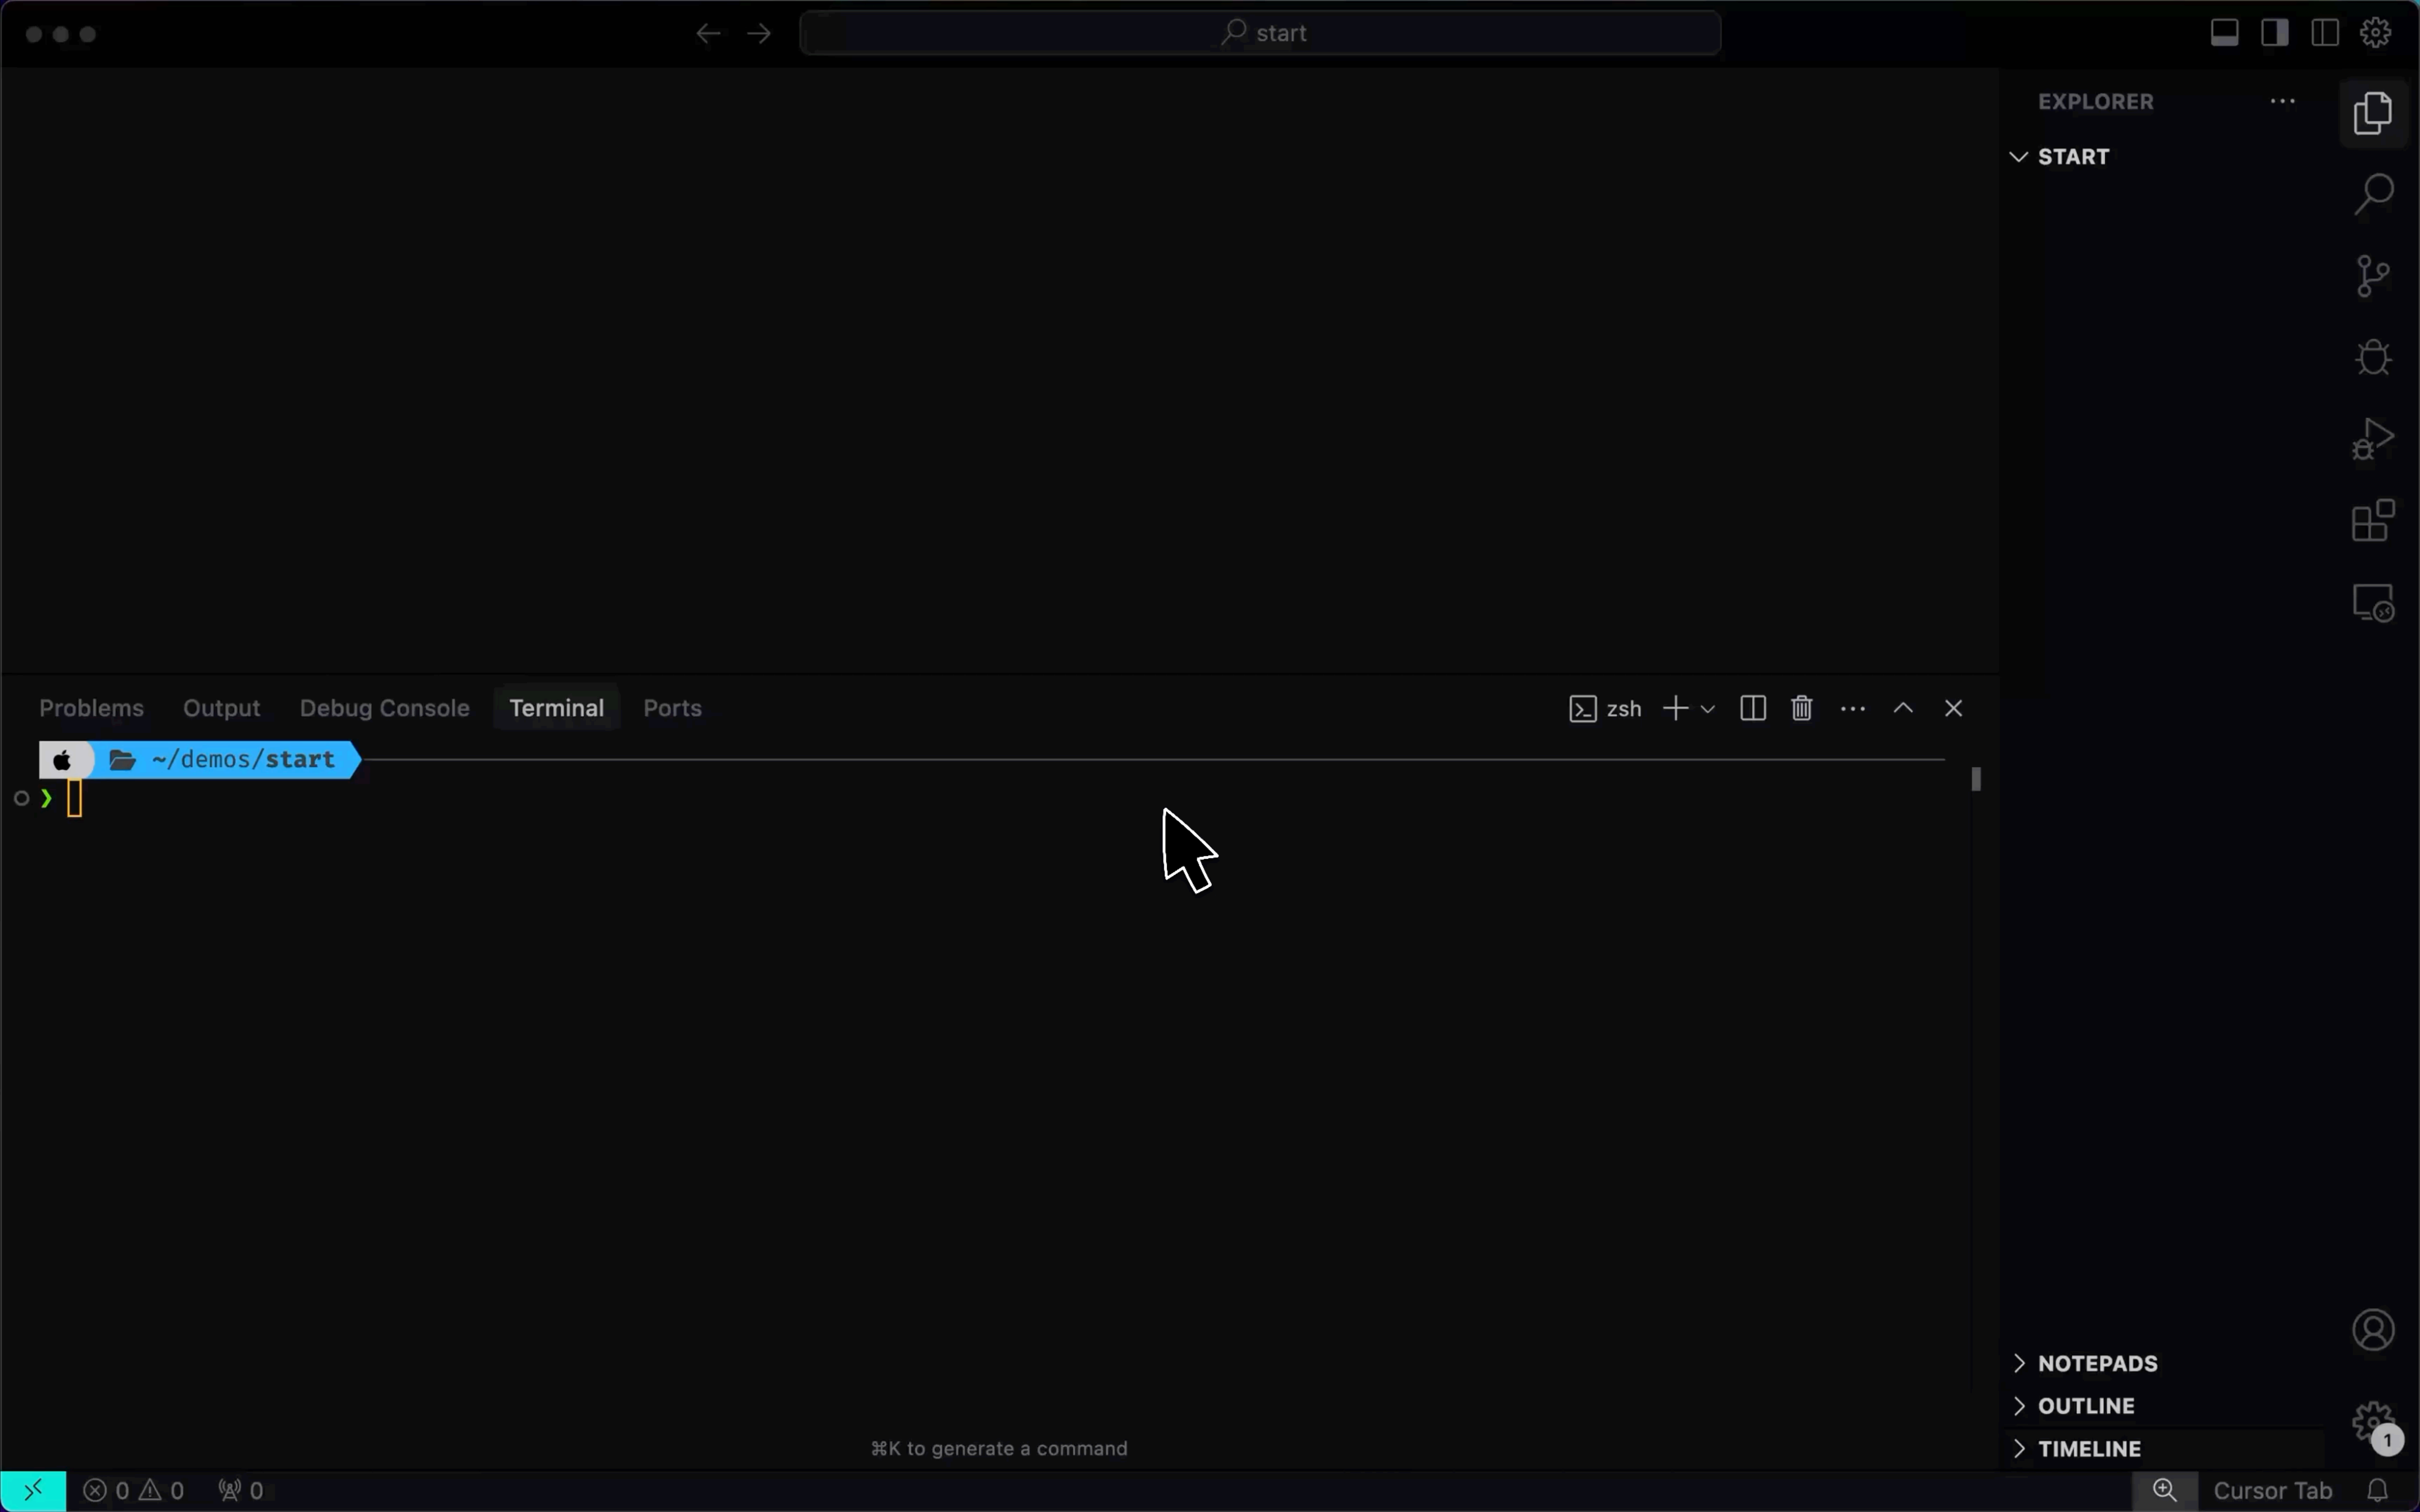 start
EXPLORER
START
Problems Output Debug Console Terminal Ports
zsh
~/demos/start
❯
NOTEPADS
OUTLINE
TIMELINE
1
⌘K to generate a command
0 0 0
Cursor Tab